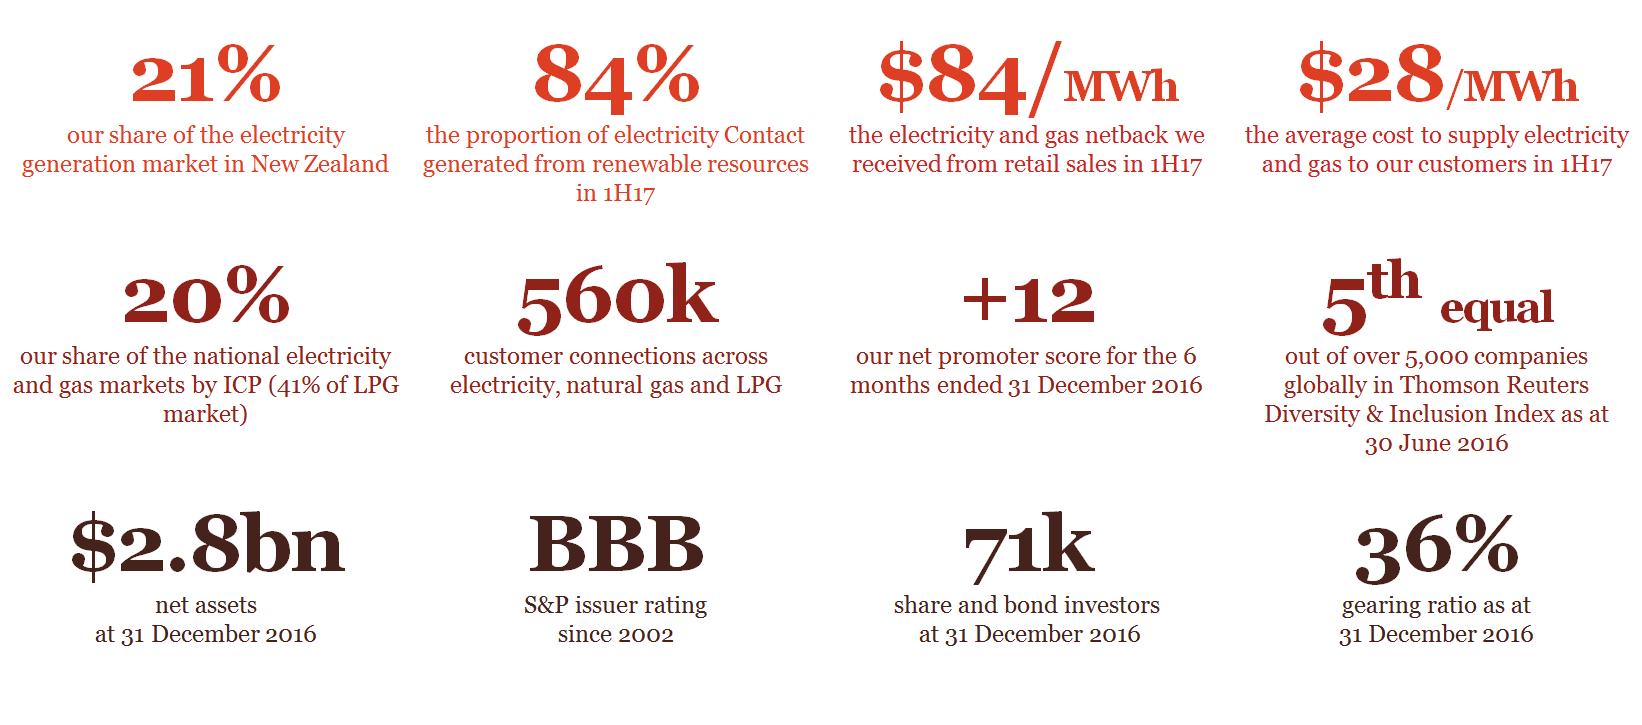 21%
our share of the electricity
generation market in New Zealand
84%
the proportion of electricity Contact
generated from renewable resources
in 1H17
$84/MWh
the electricity and gas netback we
received from retail sales in 1H17
$28/MWh
the average cost to supply electricity
and gas to our customers in 1H17
20%
our share of the national electricity
and gas markets by ICP (41% of LPG
market)
560k
customer connections across
electricity, natural gas and LPG
+12
our net promoter score for the 6
months ended 31 December 2016
5th equal
out of over 5,000 companies
globally in Thomson Reuters
Diversity & Inclusion Index as at
30 June 2016
$2.8bn
net assets
at 31 December 2016
BBB
S&P issuer rating
since 2002
71k
share and bond investors
at 31 December 2016
36%
gearing ratio as at
31 December 2016